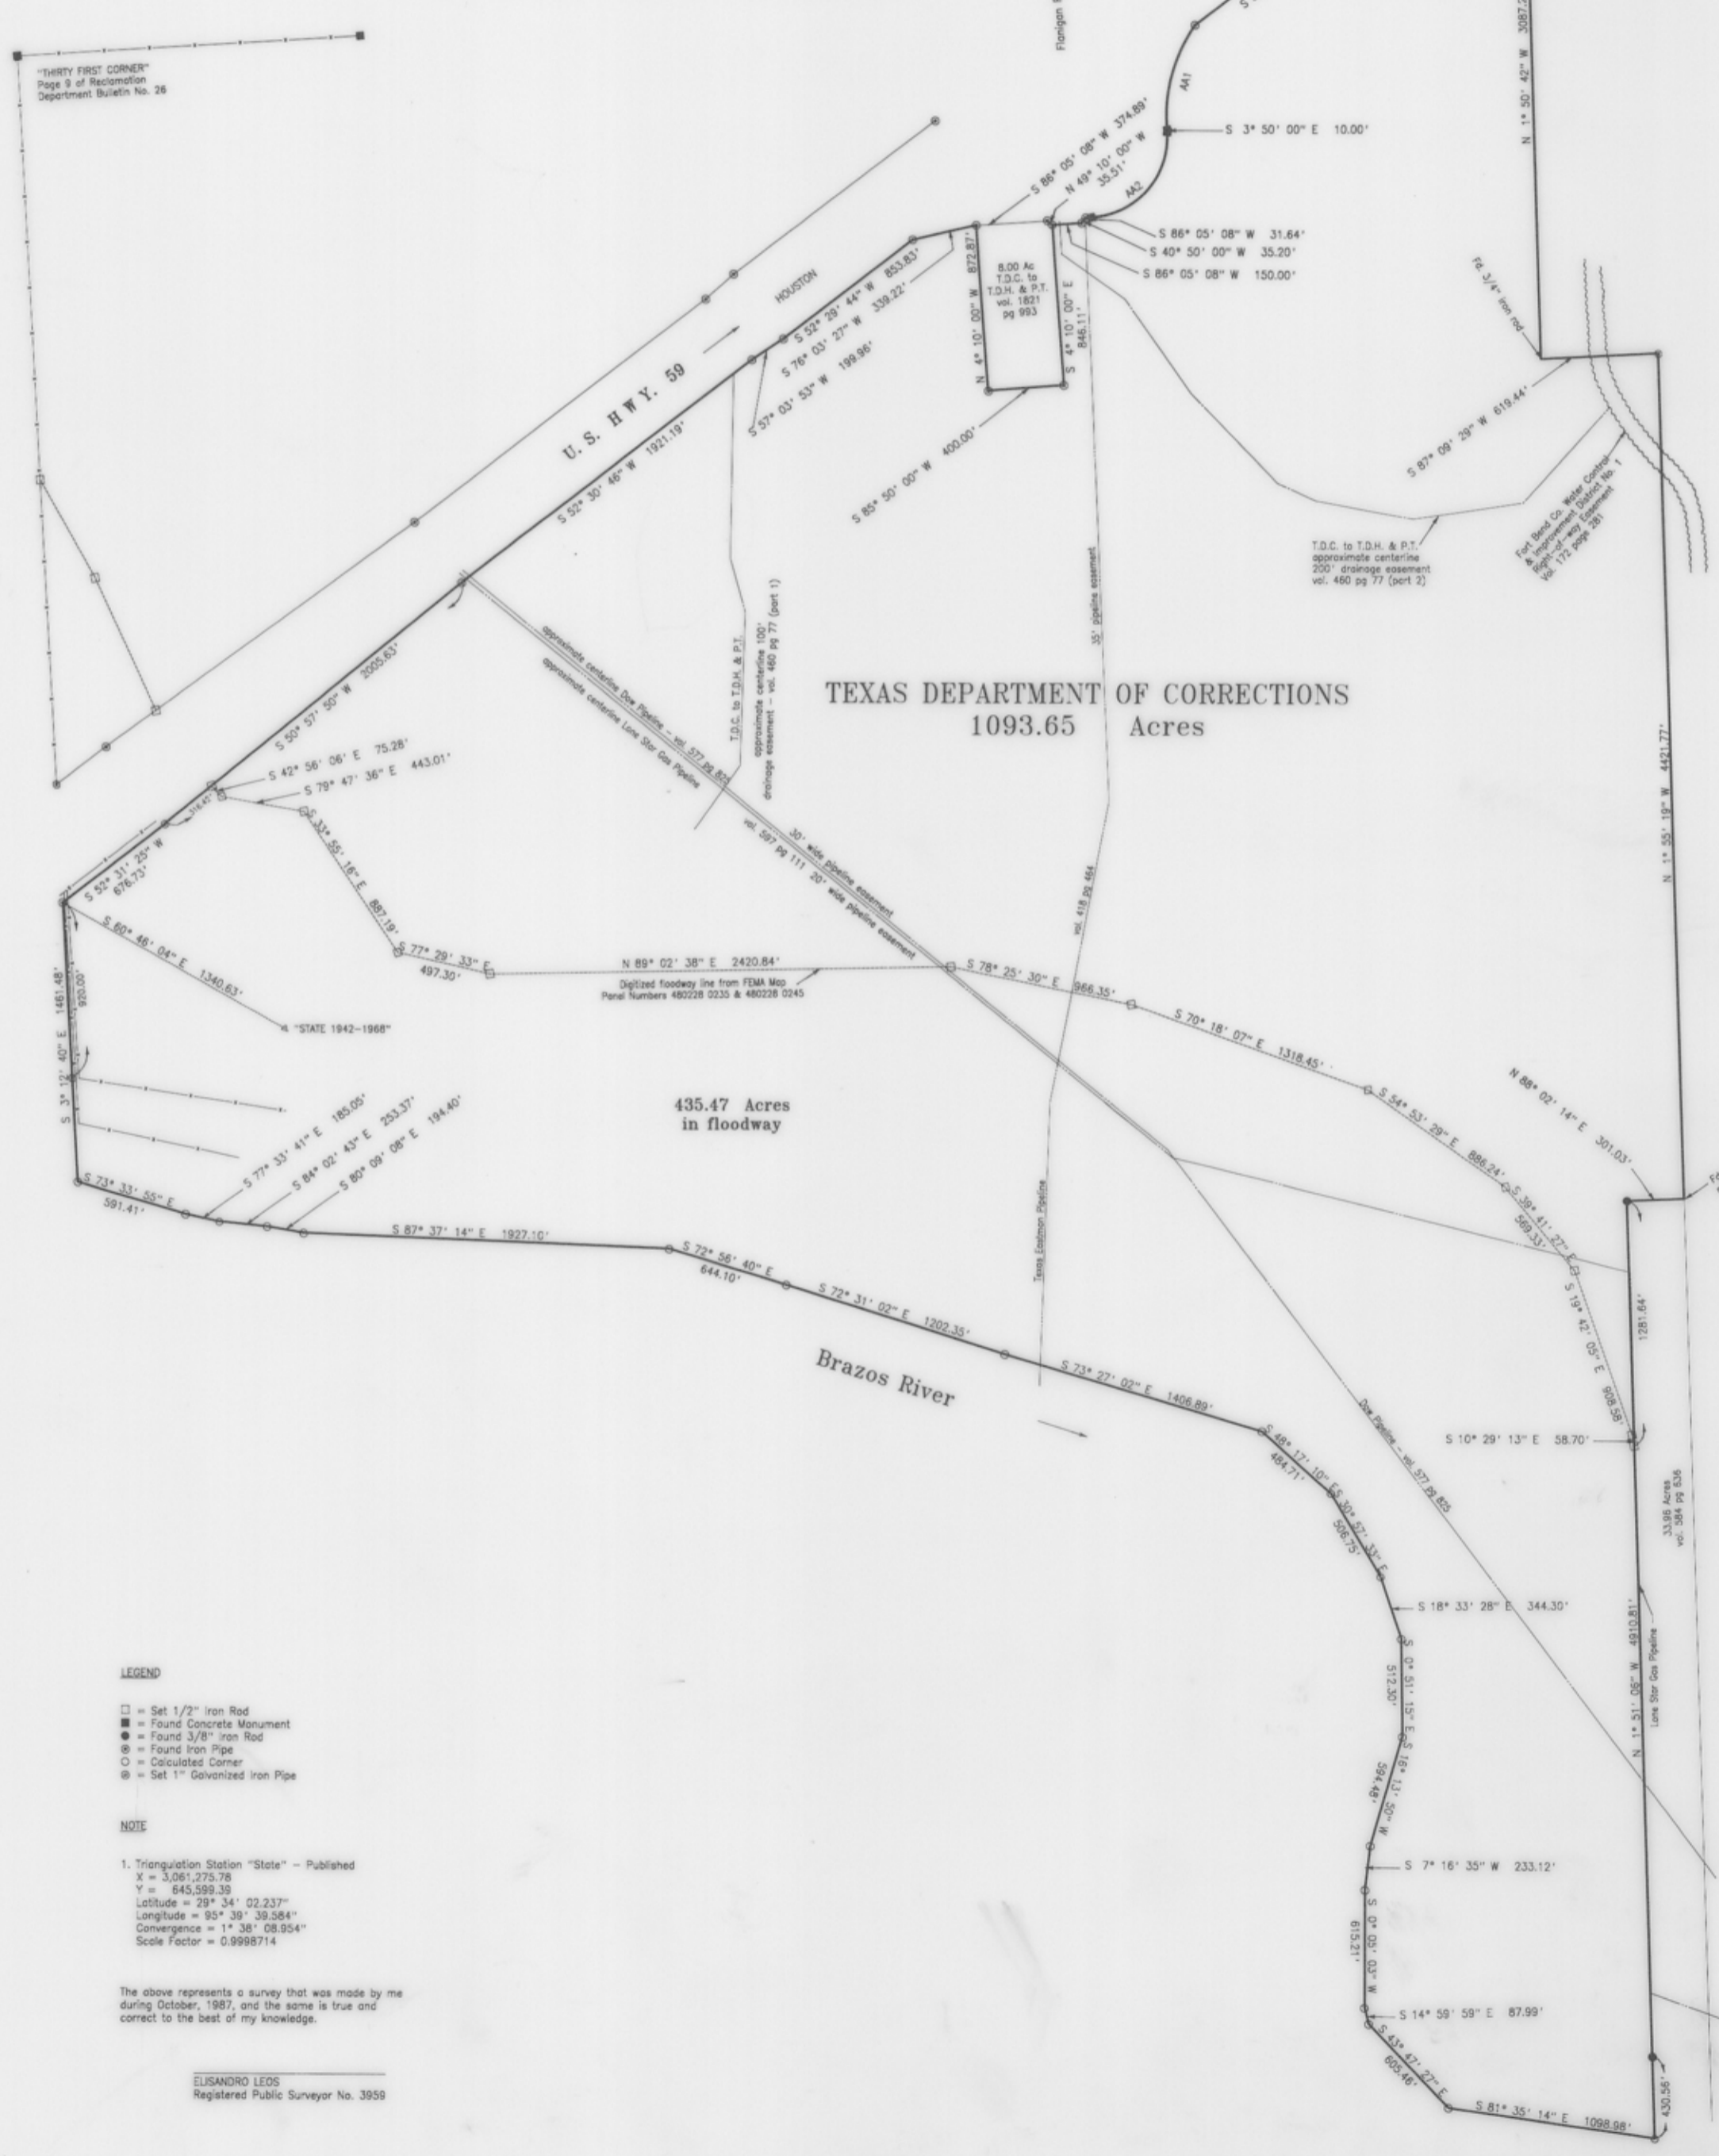 "THIRTY FIRST CORNER"
Page 9 of Reclamation
Department Bulletin No. 26
Flanigan
AA1
S 3° 50' 00" E 10.00'
N 1° 50' 42" W 3087.2
S 86° 05' 08" W 374.89'
N 49° 10' 00" W
35.51'
AA2
S 86° 05' 08" W 31.64'
S 40° 50' 00" W 35.20'
S 86° 05' 08" W 150.00'
HOUSTON
U.S. HWY. 59
S 52° 29' 44" W 853.83'
S 76° 03' 27" W 339.22'
S 57° 03' 53" W 199.96'
N 4° 10' 00" W 872.87'
8.00 Ac
T.D.C. to
T.D.H. & P.T.
vol. 1821
pg 993
S 4° 10' 00" E
846.11'
S 85° 50' 00" W 400.00'
Fd. 3/4" iron rod
S 87° 09' 29" W 619.44'
Fort Bend Co. Water Control
& Improvement District No. 1
Right-of-way Easement
Vol. 172 page 281
T.D.C. to T.D.H. & P.T.
approximate centerline
200' drainage easement
vol. 460 pg 77 (part 2)
S 52° 30' 46" W 1921.19'
35' pipeline easement
approximate centerline Dow Pipeline - vol. 577 pg 825
approximate centerline Lone Star Gas Pipeline
T.D.C. to T.D.H. & P.T.
approximate centerline 100'
drainage easement - vol. 460 pg 77 (part 1)
TEXAS DEPARTMENT OF CORRECTIONS
1093.65 Acres
S 50° 57' 50" W 2005.63'
S 42° 56' 06" E 75.28'
S 79° 47' 36" E 443.01'
316.42'
N 1° 55' 19" W 4421.77'
S 52° 31' 25" W
676.73'
S 33° 55' 16" E 887.19'
30' wide pipeline easement
vol. 597 pg 111 20' wide pipeline easement
vol. 418 pg 464
S 60° 46' 04" E 1340.63'
S 77° 29' 33" E
497.30'
N 89° 02' 38" E 2420.84'
Digitized floodway line from FEMA Map
Panel Numbers 480228 0235 & 480228 0245
S 78° 25' 30" E 966.35'
S 70° 18' 07" E 1318.45'
"STATE 1942-1968"
S 3° 12' 40" E 1461.48'
920.00'
S 54° 53' 29" E
886.24'
N 88° 02' 14" E 301.03'
435.47 Acres
in floodway
S 77° 33' 41" E 185.05'
S 84° 02' 43" E 253.37'
S 80° 09' 08" E 194.40'
S 73° 33' 55" E
591.41'
S 87° 37' 14" E 1927.10'
S 72° 56' 40" E
644.10'
S 72° 31' 02" E 1202.35'
Texas Eastman Pipeline
S 39° 41' 27" E
569.33'
S 19° 42' 05" E 908.58'
1281.64'
Brazos River
S 73° 27' 02" E 1406.89'
S 10° 29' 13" E 58.70'
Dow Pipeline - vol. 577 pg 825
S 48° 17' 10" E
484.71'
S 30° 57' 33" E
506.75'
33.96 Acres
vol. 584 pg 636
S 18° 33' 28" E 344.30'
S 0° 51' 15" E
512.30'
N 1° 51' 06" W 4910.81'
Lone Star Gas Pipeline
S 16° 13' 50" W
594.48'
S 7° 16' 35" W 233.12'
S 0° 05' 03" W
615.21'
S 14° 59' 59" E 87.99'
S 43° 47' 27" E
605.46'
S 81° 35' 14" E 1098.98'
430.56'
LEGEND
= Set 1/2" Iron Rod
= Found Concrete Monument
= Found 3/8" Iron Rod
= Found Iron Pipe
= Calculated Corner
= Set 1" Galvanized Iron Pipe
NOTE
1. Triangulation Station "State" - Published
X = 3,061,275.78
Y = 645,599.39
Latitude = 29° 34' 02.237"
Longitude = 95° 39' 39.584"
Convergence = 1° 38' 08.954"
Scale Factor = 0.9998714
The above represents a survey that was made by me
during October, 1987, and the same is true and
correct to the best of my knowledge.
ELISANDRO LEOS
Registered Public Surveyor No. 3959